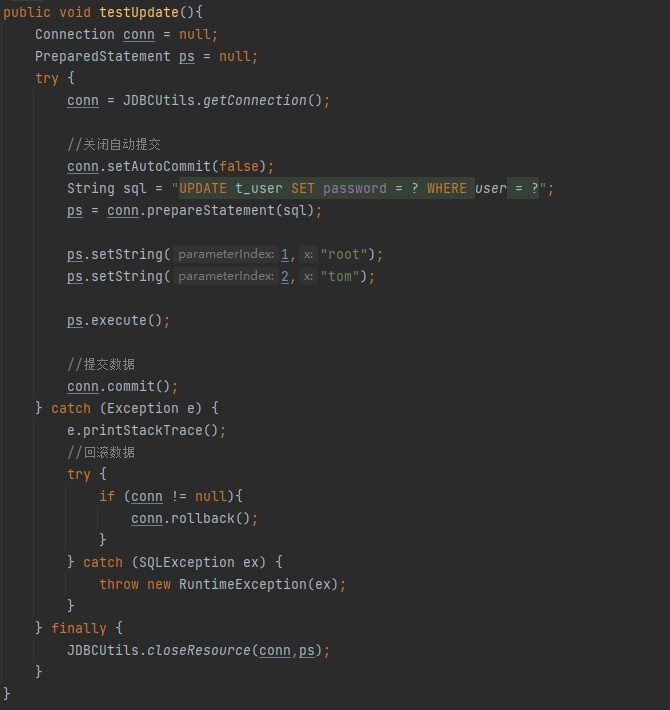 public void testUpdate(){
Connection conn = null;
PreparedStatement ps = null;
try {
conn = JDBCUtils.getConnection();
//关闭自动提交
conn.setAutoCommit(false);
String sql = "UPDATE t_user SET password = ? WHERE user = ?";
ps = conn.prepareStatement(sql);
ps.setString( parameterIndex: 1, x: "root");
ps.setString( parameterIndex: 2, x: "tom");
ps.execute();
//提交数据
conn.commit();
} catch (Exception e) {
e.printStackTrace();
//回滚数据
try {
if (conn != null){
conn.rollback();
}
} catch (SQLException ex) {
throw new RuntimeException(ex);
}
} finally {
JDBCUtils.closeResource(conn,ps);
}
}